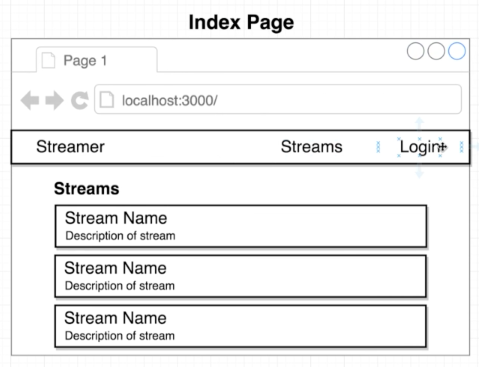 Index Page
Page 1
localhost:3000/
Streamer Streams Login
Streams
Stream Name
Description of stream
Stream Name
Description of stream
Stream Name
Description of stream